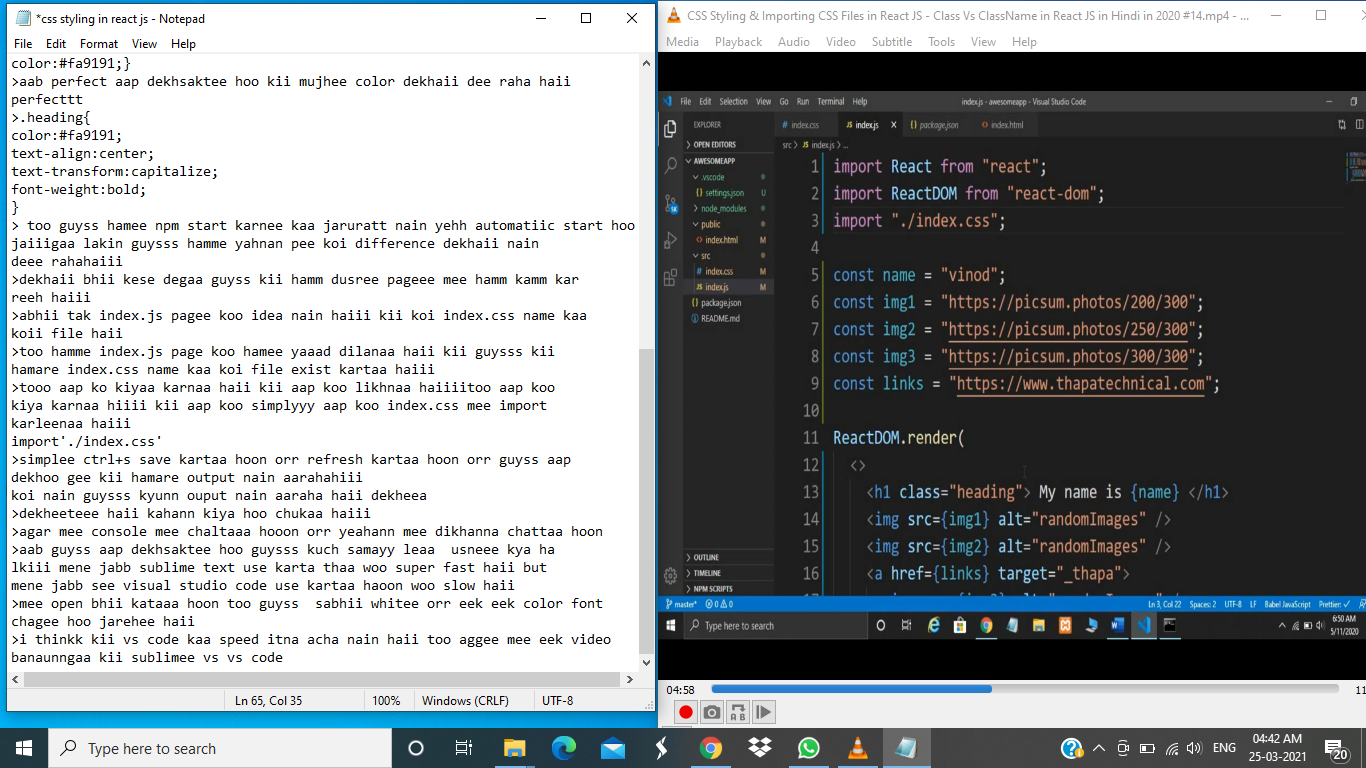 *css styling in react js - Notepad
File Edit Format View Help
color:#fa9191;}
>aab perfect aap dekhsaktee hoo kii mujhee color dekhaii dee raha haii
perfecttt
>.heading{
color:#fa9191;
text-align:center;
text-transform:capitalize;
font-weight:bold;
}
> too guyss hamee npm start karnee kaa jaruratt nain yehh automatiic start hoo
jaiiigaa lakin guysss hamme yahnan pee koi difference dekhaii nain
deee rahahaiii
>dekhaii bhii kese degaa guyss kii hamm dusree pageee mee hamm kamm kar
reeh haiii
>abhii tak index.js pagee koo idea nain haiii kii koi index.css name kaa
koii file haii
>too hamme index.js page koo hamee yaaad dilanaa haii kii guysss kii
hamare index.css name kaa koi file exist kartaa haiii
>tooo aap ko kiyaa karnaa haii kii aap koo likhnaa haiiiitoo aap koo
kiya karnaa hiiii kii aap koo simplyyy aap koo index.css mee import
karleenaa haiii
import'./index.css'
>simplee ctrl+s save kartaa hoon orr refresh kartaa hoon orr guyss aap
dekhoo gee kii hamare output nain aarahahiii
koi nain guysss kyunn ouput nain aaraha haii dekheea
>dekheeteee haii kahann kiya hoo chukaa haiii
>agar mee console mee chaltaaa hooon orr yeahann mee dikhanna chattaa hoon
>aab guyss aap dekhsaktee hoo guysss kuch samayy leaa  usneee kya ha
lkiii mene jabb sublime text use karta thaa woo super fast haii but
mene jabb see visual studio code use kartaa haoon woo slow haii
>mee open bhii kataaa hoon too guyss  sabhii whitee orr eek eek color font
chagee hoo jarehee haii
>i thinkk kii vs code kaa speed itna acha nain haii too aggee mee eek video
banaunngaa kii sublimee vs vs code
Ln 65, Col 35 100% Windows (CRLF) UTF-8
CSS Styling & Importing CSS Files in React JS - Class Vs ClassName in React JS in Hindi in 2020 #14.mp4 - ...
Media Playback Audio Video Subtitle Tools View Help
File Edit Selection View Go Run Terminal Help index.js - awesomeapp - Visual Studio Code
EXPLORER
OPEN EDITORS
AWESOMEAPP
.vscode
settings.json U
node_modules
public
index.html M
src
index.css M
index.js M
package.json
README.md
OUTLINE
TIMELINE
NPM SCRIPTS
index.css index.js package.json index.html
src > JS index.js > ...
1 import React from "react";
2 import ReactDOM from "react-dom";
3 import "./index.css";
4
5 const name = "vinod";
6 const img1 = "https://picsum.photos/200/300";
7 const img2 = "https://picsum.photos/250/300";
8 const img3 = "https://picsum.photos/300/300";
9 const links = "https://www.thapatechnical.com";
10
11 ReactDOM.render(
12 <>
13 <h1 class="heading"> My name is {name} </h1>
14 <img src={img1} alt="randomImages" />
15 <img src={img2} alt="randomImages" />
16 <a href={links} target="_thapa">
master* 0 0 Ln 3, Col 22 Spaces: 2 UTF-8 LF Babel JavaScript Prettier: ✓
Type here to search
6:50 AM
5/11/2020
04:58
11
Type here to search
ENG
04:42 AM
25-03-2021
20